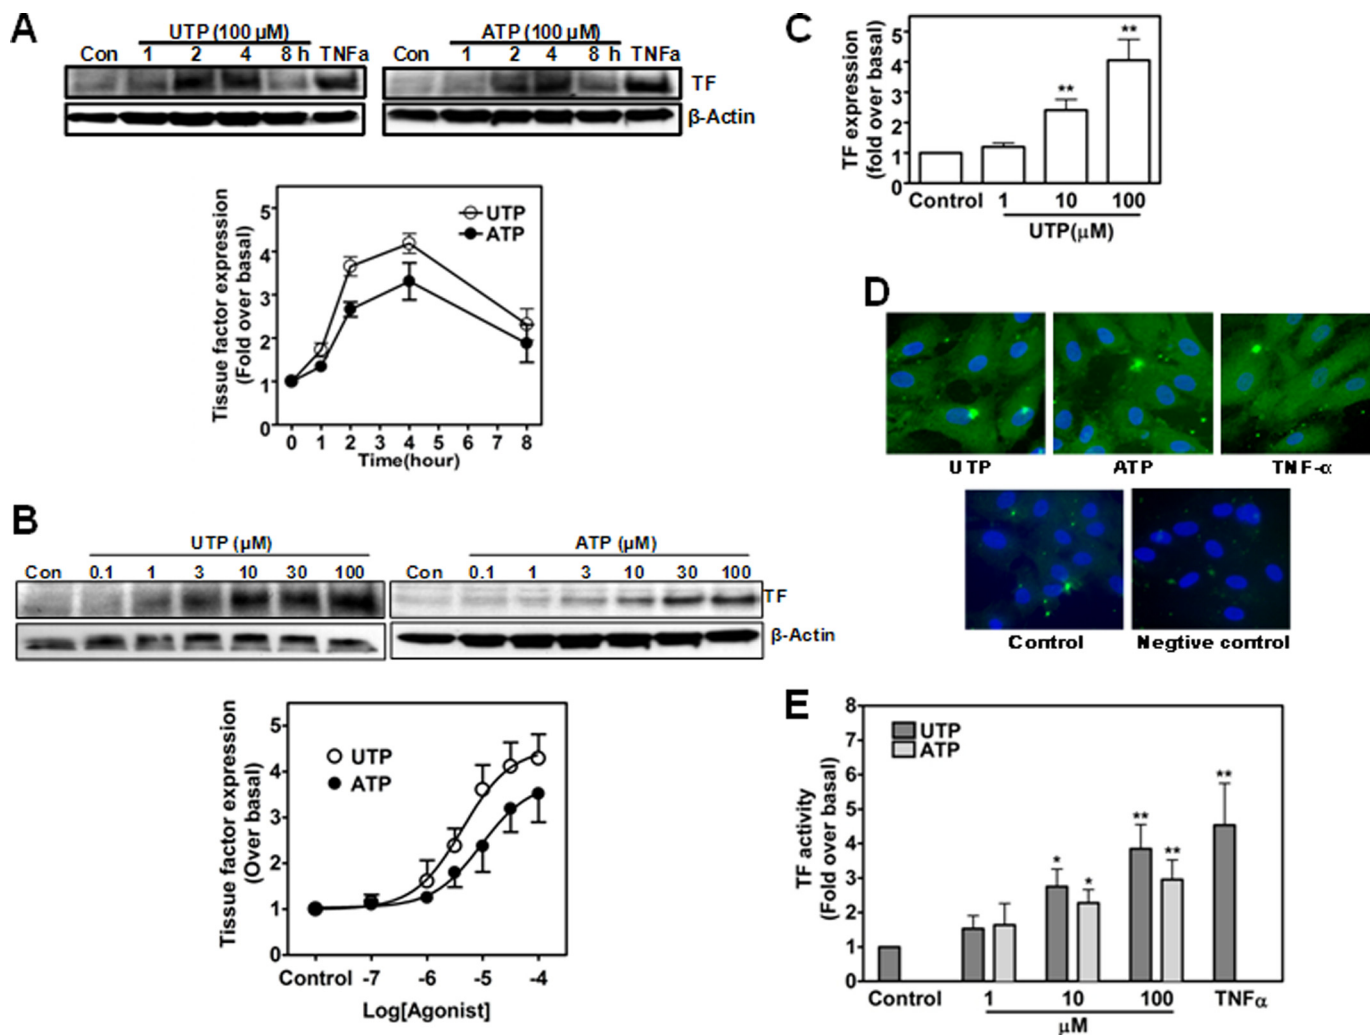 A
UTP (100 µM)
Con 1 2 4 8 h TNFa
ATP (100 µM)
Con 1 2 4 8 h TNFa
TF
β-Actin
Tissue factor expression
(Fold over basal)
5
4
3
2
1
0
UTP
ATP
0 1 2 3 4 5 6 7 8
Time(hour)
B
UTP (µM)
Con 0.1 1 3 10 30 100
ATP (µM)
Con 0.1 1 3 10 30 100
TF
β-Actin
Tissue factor expression
(Over basal)
5
4
3
2
1
0
UTP
ATP
Control -7 -6 -5 -4
Log[Agonist]
C
TF expression
(fold over basal)
5
4
3
2
1
0
**
**
Control 1 10 100
UTP(µM)
D
UTP ATP TNF-α
Control Negtive control
E
TF activity
(Fold over basal)
8
7
6
5
4
3
2
1
0
UTP
ATP
*
*
**
**
**
Control 1 10 100 TNFα
µM